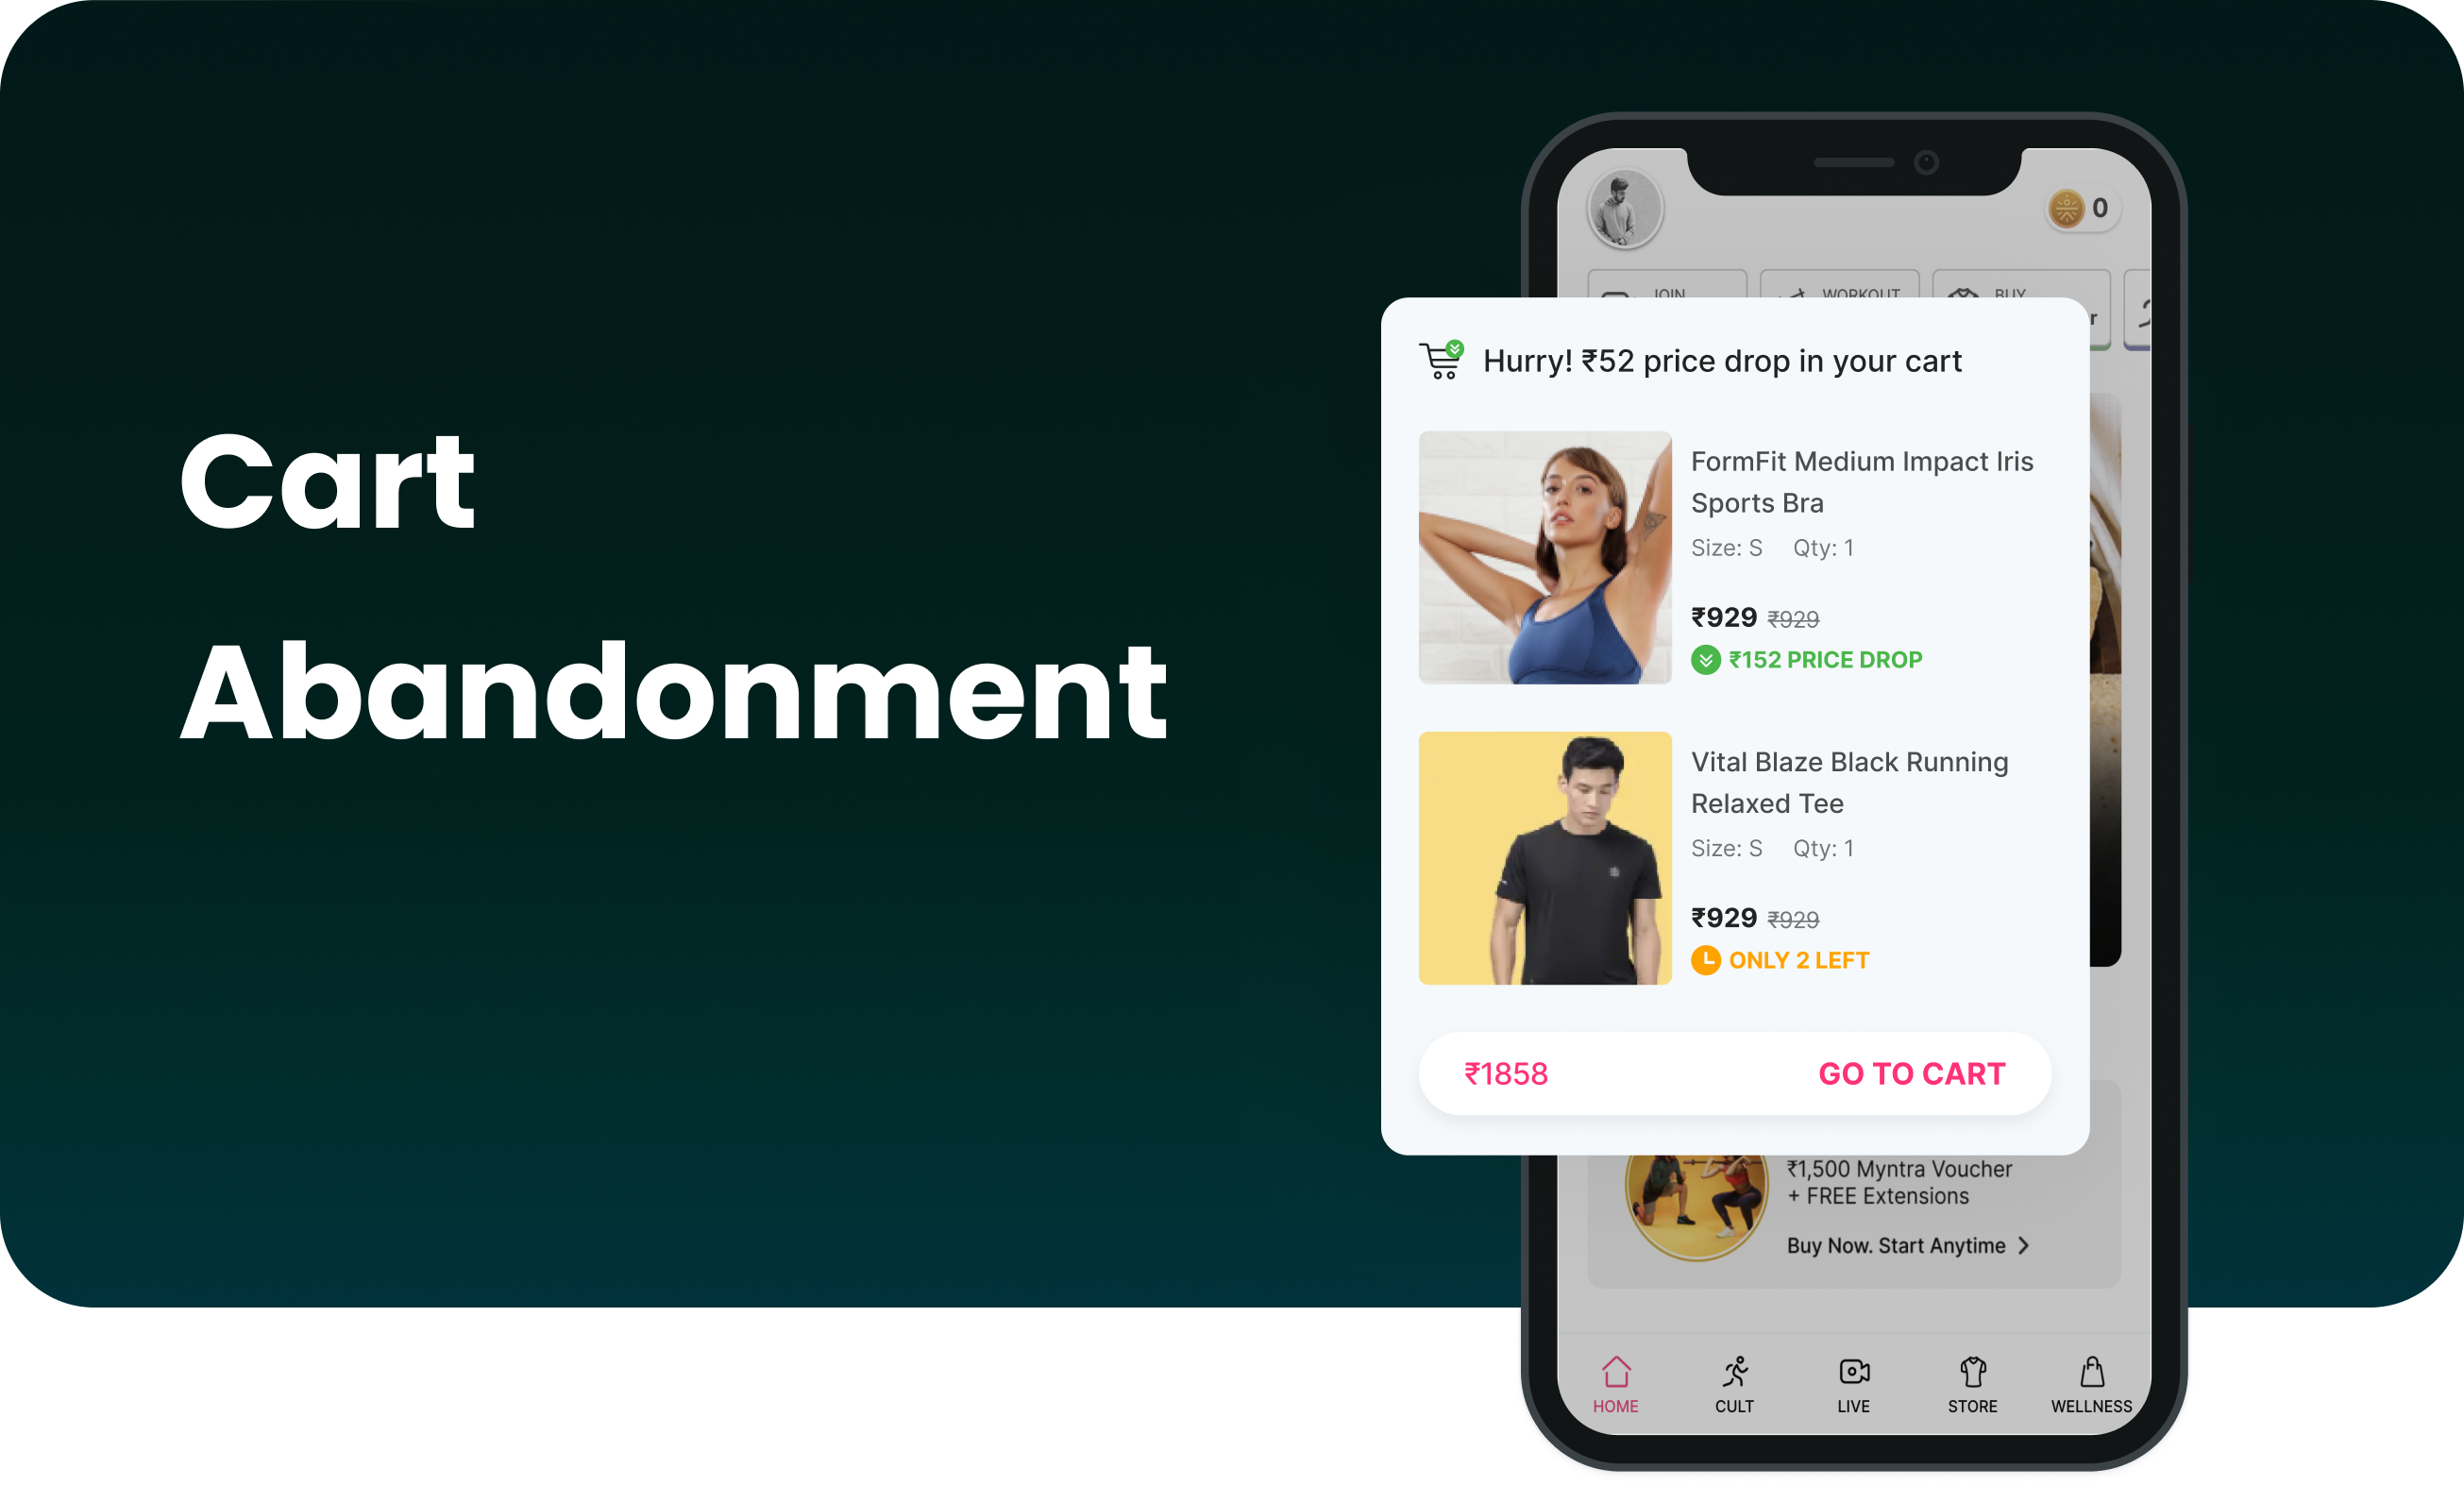 Cart
Abandonment
0
JOIN
WORKOUT
BUY
r
Hurry! ₹52 price drop in your cart
FormFit Medium Impact Iris
Sports Bra
Size: S Qty: 1
₹929 ₹929
₹152 PRICE DROP
Vital Blaze Black Running
Relaxed Tee
Size: S Qty: 1
₹929 ₹929
ONLY 2 LEFT
₹1858 GO TO CART
₹1,500 Myntra Voucher
+ FREE Extensions
Buy Now. Start Anytime
HOME CULT LIVE STORE WELLNESS